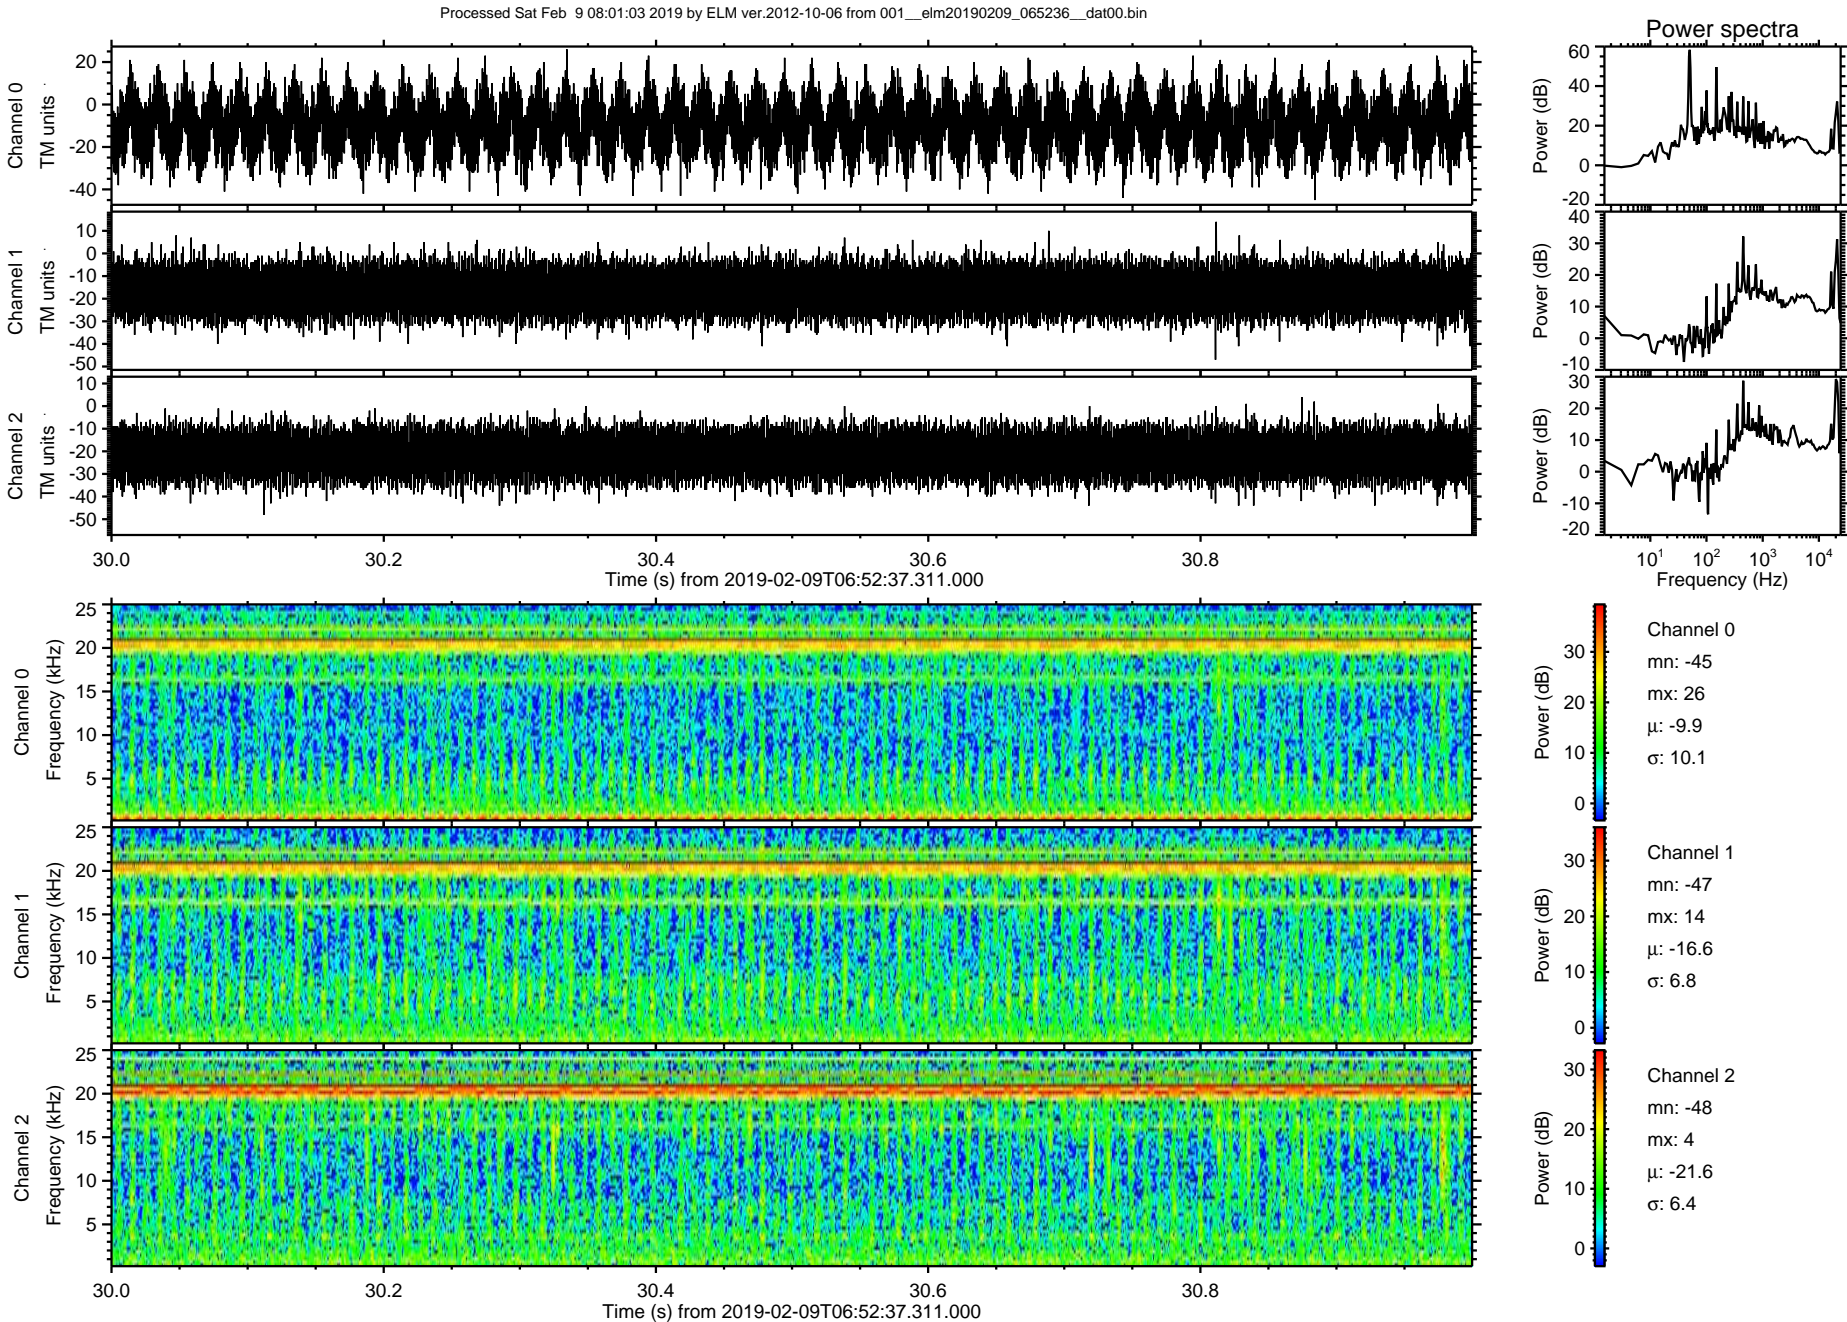 Processed Sat Feb 9 08:01:03 2019 by ELM ver.2012-10-06 from 001__elm20190209_065236__dat00.bin
Power spectra
Channel 0
TM units
20
0
-20
-40
Power (dB)
60
40
20
0
-20
Channel 1
TM units
10
0
-10
-20
-30
-40
-50
Power (dB)
40
30
20
10
0
-10
Channel 2
TM units
10
0
-10
-20
-30
-40
-50
Power (dB)
30
20
10
0
-10
-20
30.0 30.2 30.4 30.6 30.8
Time (s) from 2019-02-09T06:52:37.311.000
10^1 10^2 10^3 10^4
Frequency (Hz)
Channel 0
Frequency (kHz)
25
20
15
10
5
Power (dB)
30
20
10
0
Channel 0
mn: -45
mx: 26
μ: -9.9
σ: 10.1
Channel 1
Frequency (kHz)
25
20
15
10
5
Power (dB)
30
20
10
0
Channel 1
mn: -47
mx: 14
μ: -16.6
σ: 6.8
Channel 2
Frequency (kHz)
25
20
15
10
5
Power (dB)
30
20
10
0
Channel 2
mn: -48
mx: 4
μ: -21.6
σ: 6.4
30.0 30.2 30.4 30.6 30.8
Time (s) from 2019-02-09T06:52:37.311.000